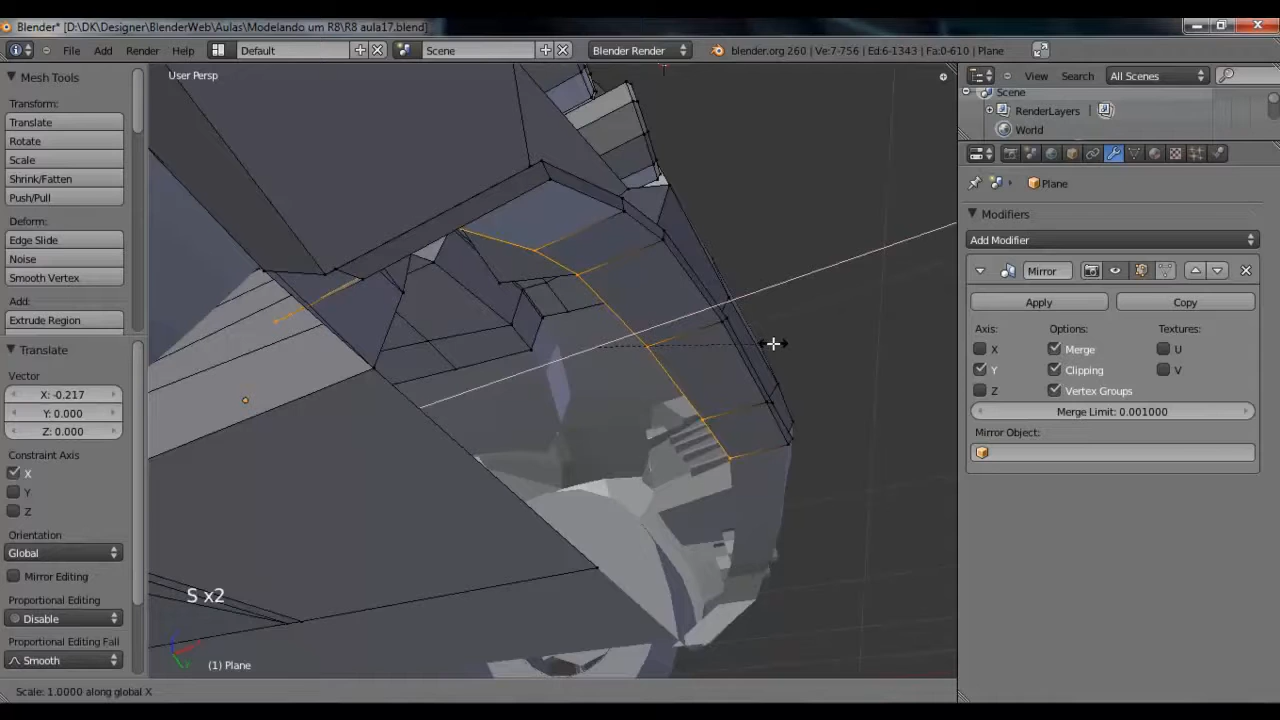 Blender* [D:\DK\Designer\BlenderWeb\Aulas\Modelando um R8\R8 aula17.blend]
File Add Render Help Default Scene Blender Render blender.org 260 | Ve:7-756 | Ed:6-1343 | Fa:0-610 | Plane
Mesh Tools
Transform:
Translate
Rotate
Scale
Shrink/Fatten
Push/Pull
Deform:
Edge Slide
Noise
Smooth Vertex
Add:
Extrude Region
Translate
Vector
X: -0.217
Y: 0.000
Z: 0.000
Constraint Axis
X
Y
Z
Orientation
Global
Mirror Editing
Proportional Editing
Disable
Proportional Editing Fall
Smooth
User Persp
S x2
(1) Plane
Scale: 1.0000 along global X
View Search All Scenes
Scene
RenderLayers |
World
Plane
Modifiers
Add Modifier
Mirror
Apply Copy
Axis: Options: Textures:
X Merge U
Y Clipping V
Z Vertex Groups
Merge Limit: 0.001000
Mirror Object: